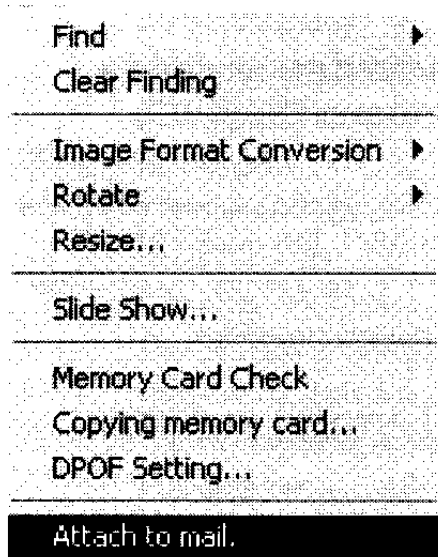 Find
Clear Finding
Image Format Conversion
Rotate
Resize...
Slide Show...
Memory Card Check
Copying memory card...
DPOF Setting...
Attach to mail.